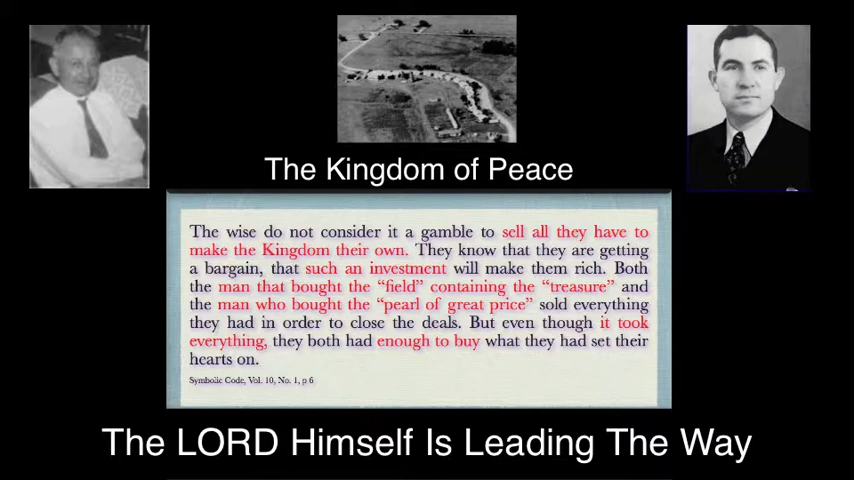 The Kingdom of Peace
The wise do not consider it a gamble to sell all they have to
make the Kingdom their own. They know that they are getting
a bargain, that such an investment will make them rich. Both
the man that bought the “field” containing the “treasure” and
the man who bought the “pearl of great price” sold everything
they had in order to close the deals. But even though it took
everything, they both had enough to buy what they had set their
hearts on.
Symbolic Code, Vol. 10, No. 1, p 6
The LORD Himself Is Leading The Way